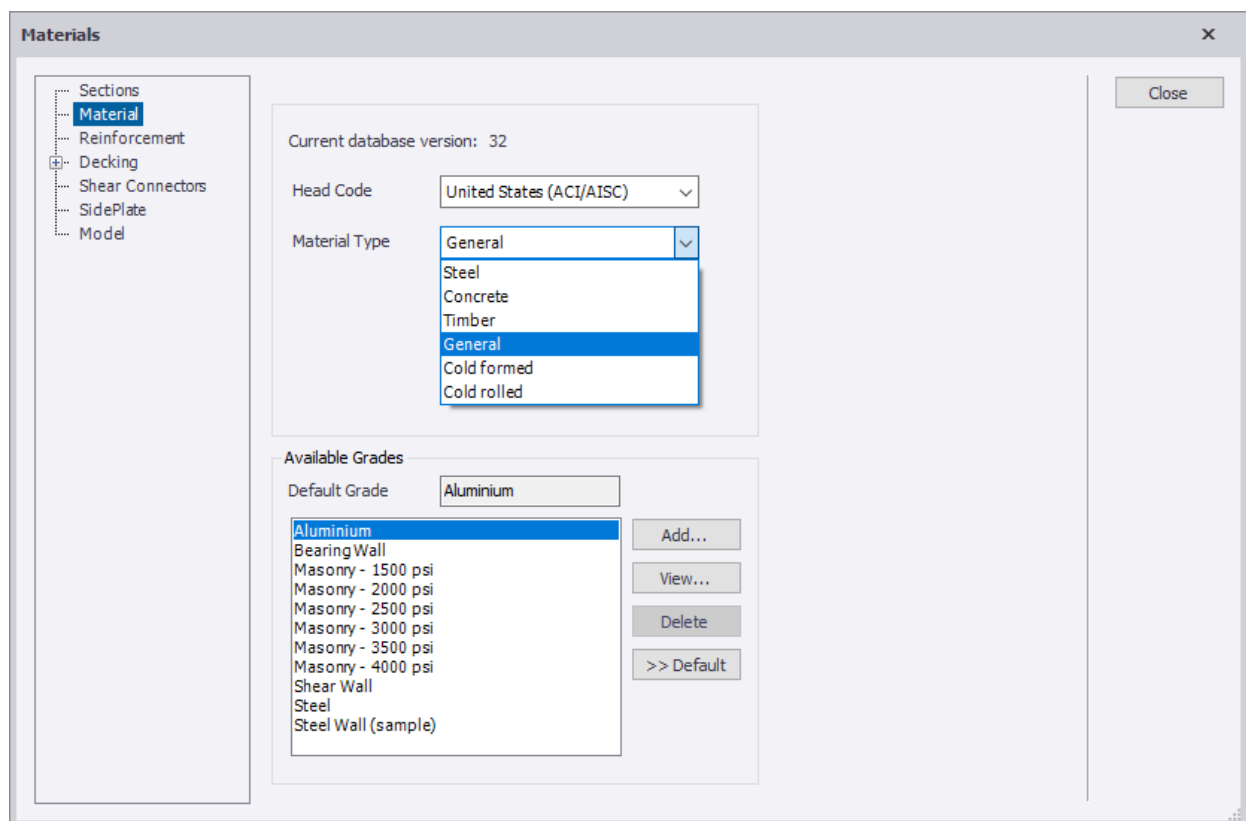 Materials
Sections
Material
Reinforcement
Decking
Shear Connectors
SidePlate
Model
Current database version: 32
Head Code
United States (ACI/AISC)
Material Type
General
Steel
Concrete
Timber
General
Cold formed
Cold rolled
Available Grades
Default Grade
Aluminium
Aluminium
Bearing Wall
Masonry - 1500 psi
Masonry - 2000 psi
Masonry - 2500 psi
Masonry - 3000 psi
Masonry - 3500 psi
Masonry - 4000 psi
Shear Wall
Steel
Steel Wall (sample)
Add...
View...
Delete
>> Default
Close